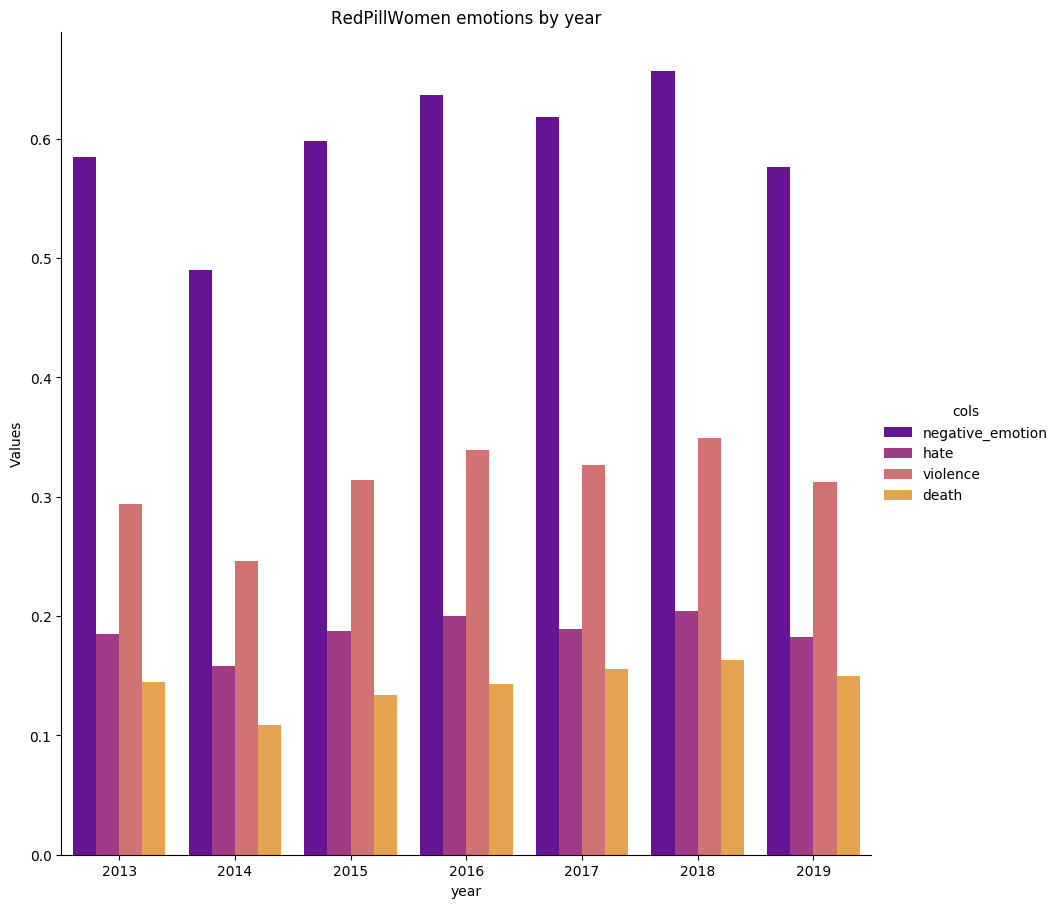 RedPillWomen emotions by year
Values
0.6
0.5
0.4
0.3
0.2
0.1
0.0
2013 2014 2015 2016 2017 2018 2019
year
cols
negative_emotion
hate
violence
death